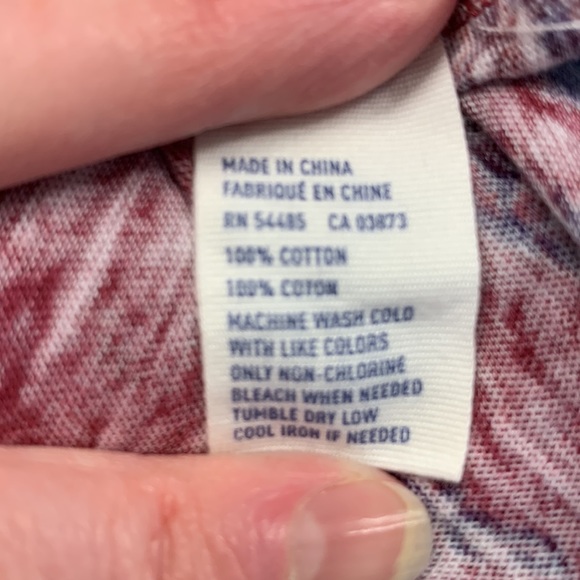 MADE IN CHINA
FABRIQUÉ EN CHINE
RN 54485 CA 03873
100% COTTON
100% COTON
MACHINE WASH COLD
WITH LIKE COLORS
ONLY NON-CHLORINE
BLEACH WHEN NEEDED
TUMBLE DRY LOW
COOL IRON IF NEEDED